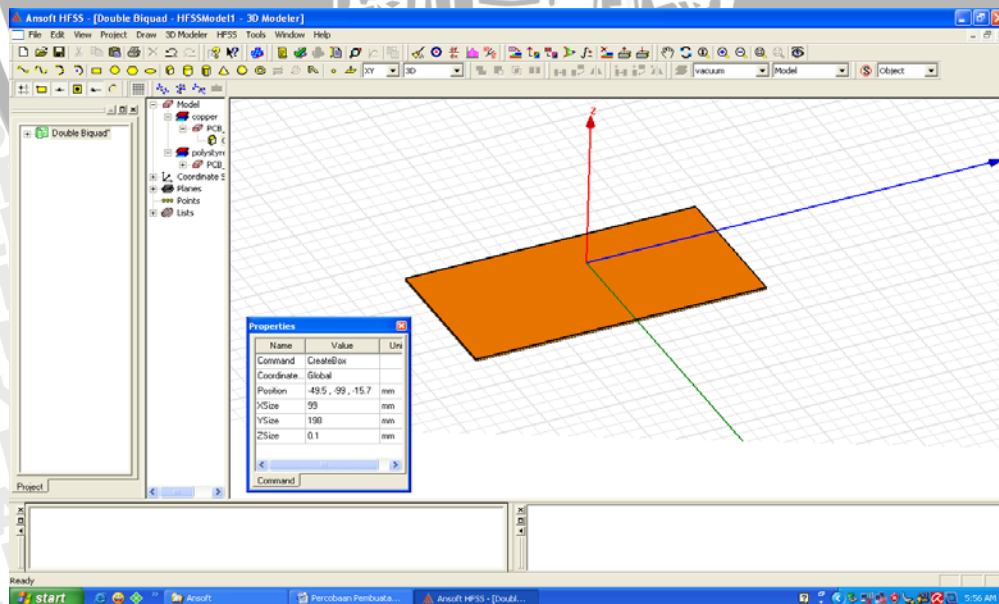 Ansoft HFSS - [Double Biquad - HFSSModel1 - 3D Modeler]
File Edit View Project Draw 3D Modeler HFSS Tools Window Help
XY 3D vacuum Model Object
Model
copper
PCB_
Double Biquad*
polystyre
PCB_
Coordinate S
Planes
Points
Lists
Z
Properties
Name Value Uni
Command CreateBox
Coordinate... Global
Position -49.5 , -99 , -15.7 mm
XSize 99 mm
YSize 198 mm
ZSize 0.1 mm
Command
Project
Ready
start Ansoft Percobaan Pembuata... Ansoft HFSS - [Doubl... 5:56 AM